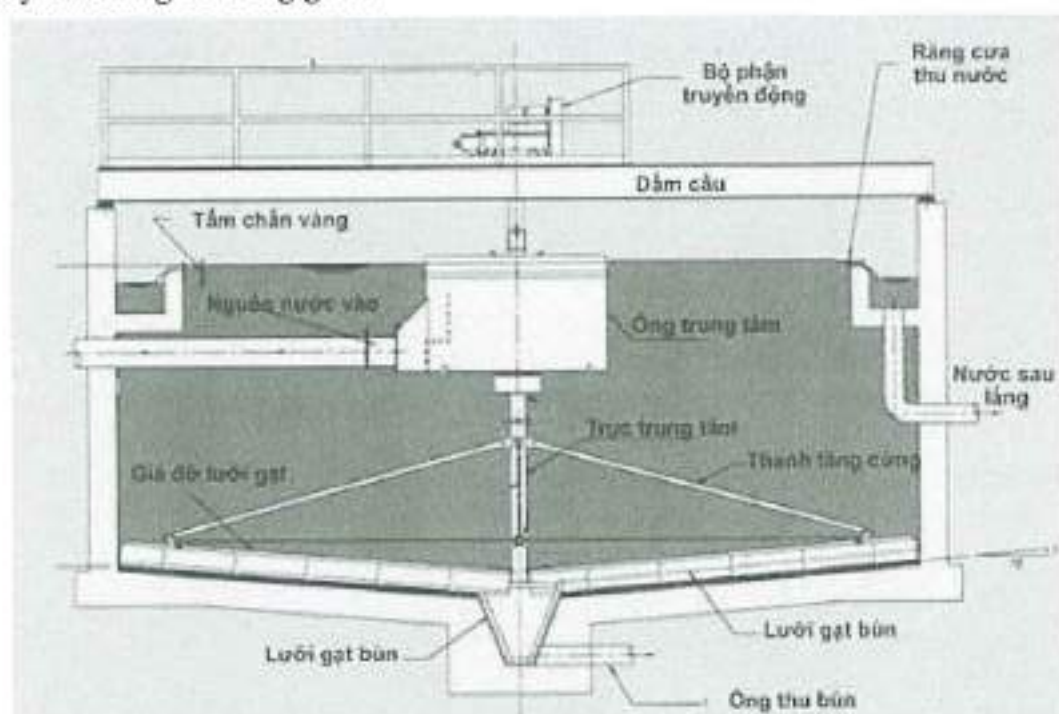 Răng cưa
thu nước
Bộ phận
truyền động
Dầm cầu
Tấm chắn váng
Nguồn nước vào
Ống trung tâm
Nước sau
lắng
Trục trung tâm
Thanh tăng cứng
Giá đỡ lưỡi gạt
Lưỡi gạt bùn
Lưỡi gạt bùn
Ống thu bùn